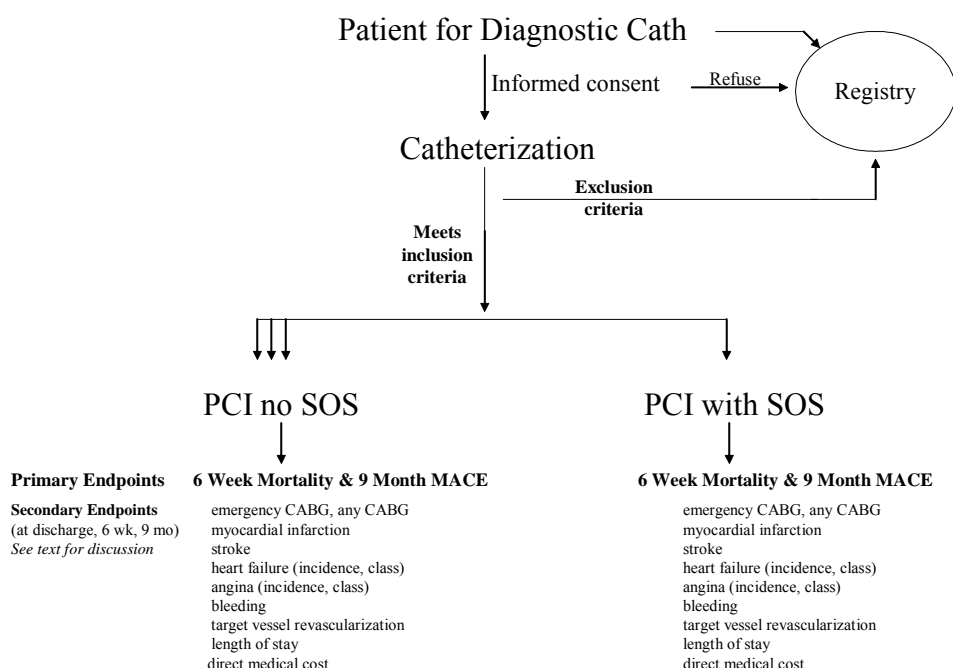 Patient for Diagnostic Cath
Informed consent
Refuse
Registry
Catheterization
Exclusion
criteria
Meets
inclusion
criteria
PCI no SOS
PCI with SOS
Primary Endpoints
6 Week Mortality & 9 Month MACE
6 Week Mortality & 9 Month MACE
Secondary Endpoints
(at discharge, 6 wk, 9 mo)
See text for discussion
emergency CABG, any CABG
myocardial infarction
stroke
heart failure (incidence, class)
angina (incidence, class)
bleeding
target vessel revascularization
length of stay
direct medical cost
emergency CABG, any CABG
myocardial infarction
stroke
heart failure (incidence, class)
angina (incidence, class)
bleeding
target vessel revascularization
length of stay
direct medical cost